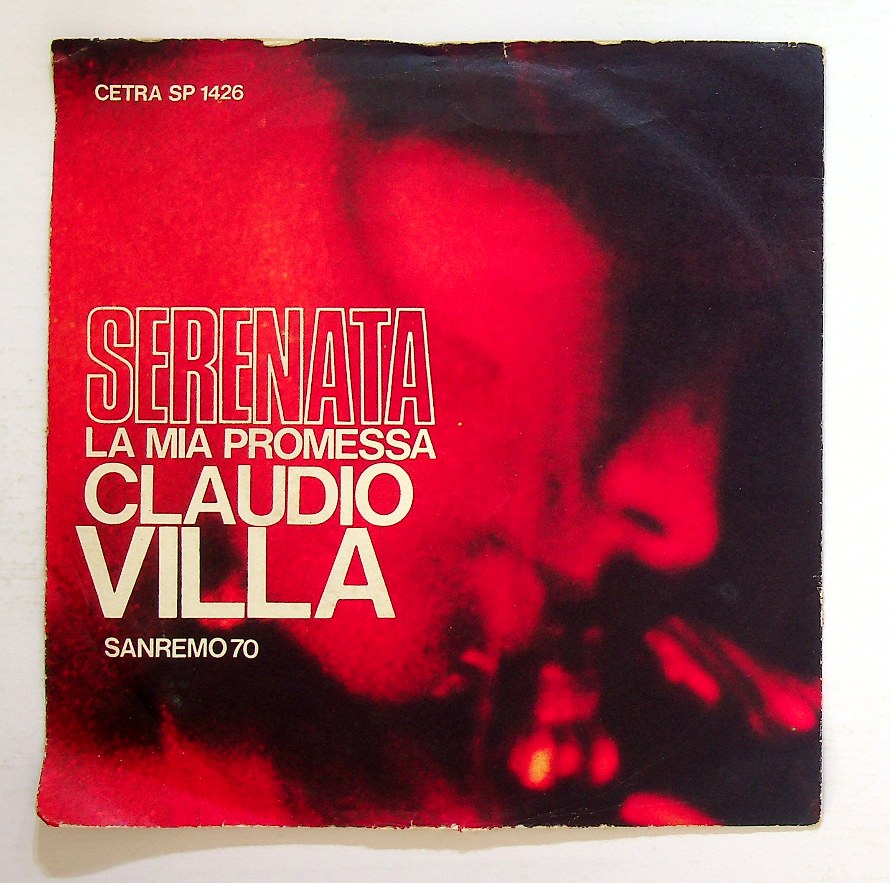 CETRA SP 1426
SERENATA
LA MIA PROMESSA
CLAUDIO
VILLA
SANREMO 70